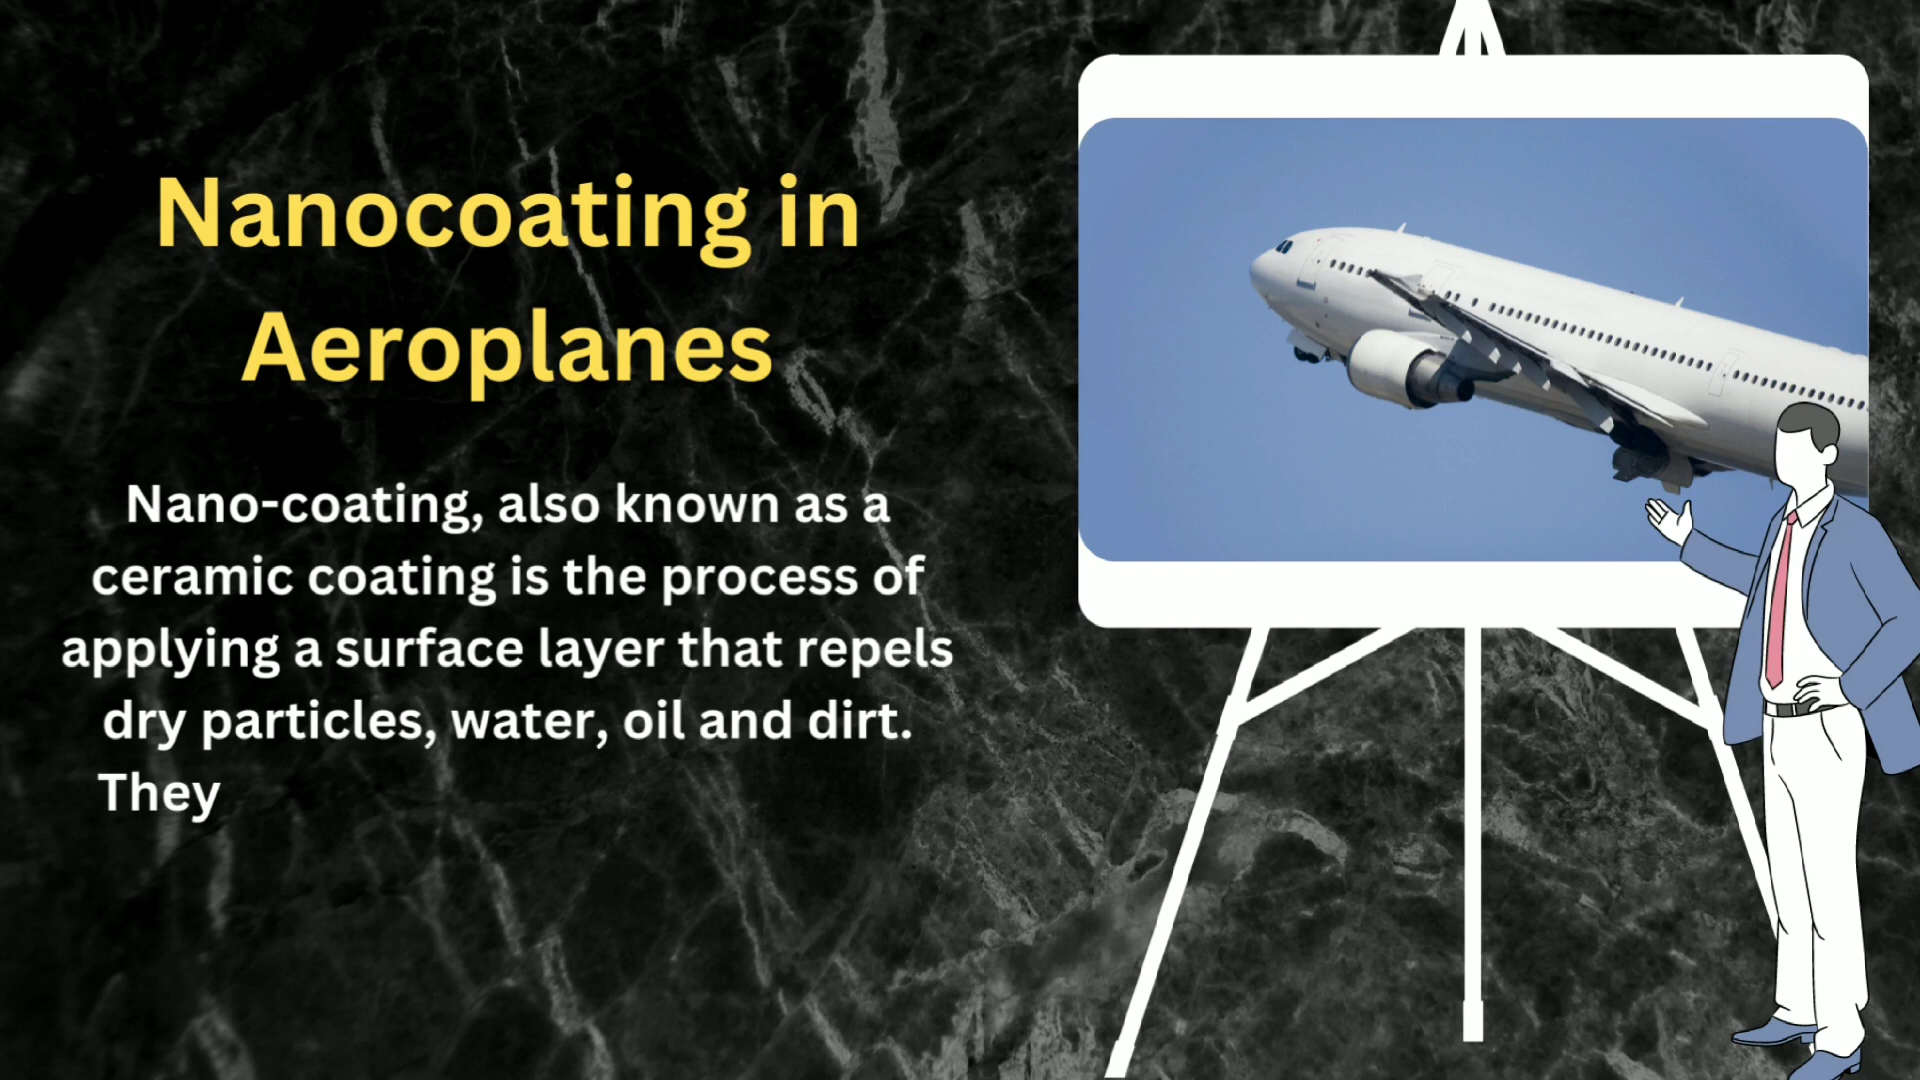 Nanocoating in
Aeroplanes
Nano-coating, also known as a
ceramic coating is the process of
applying a surface layer that repels
dry particles, water, oil and dirt.
They